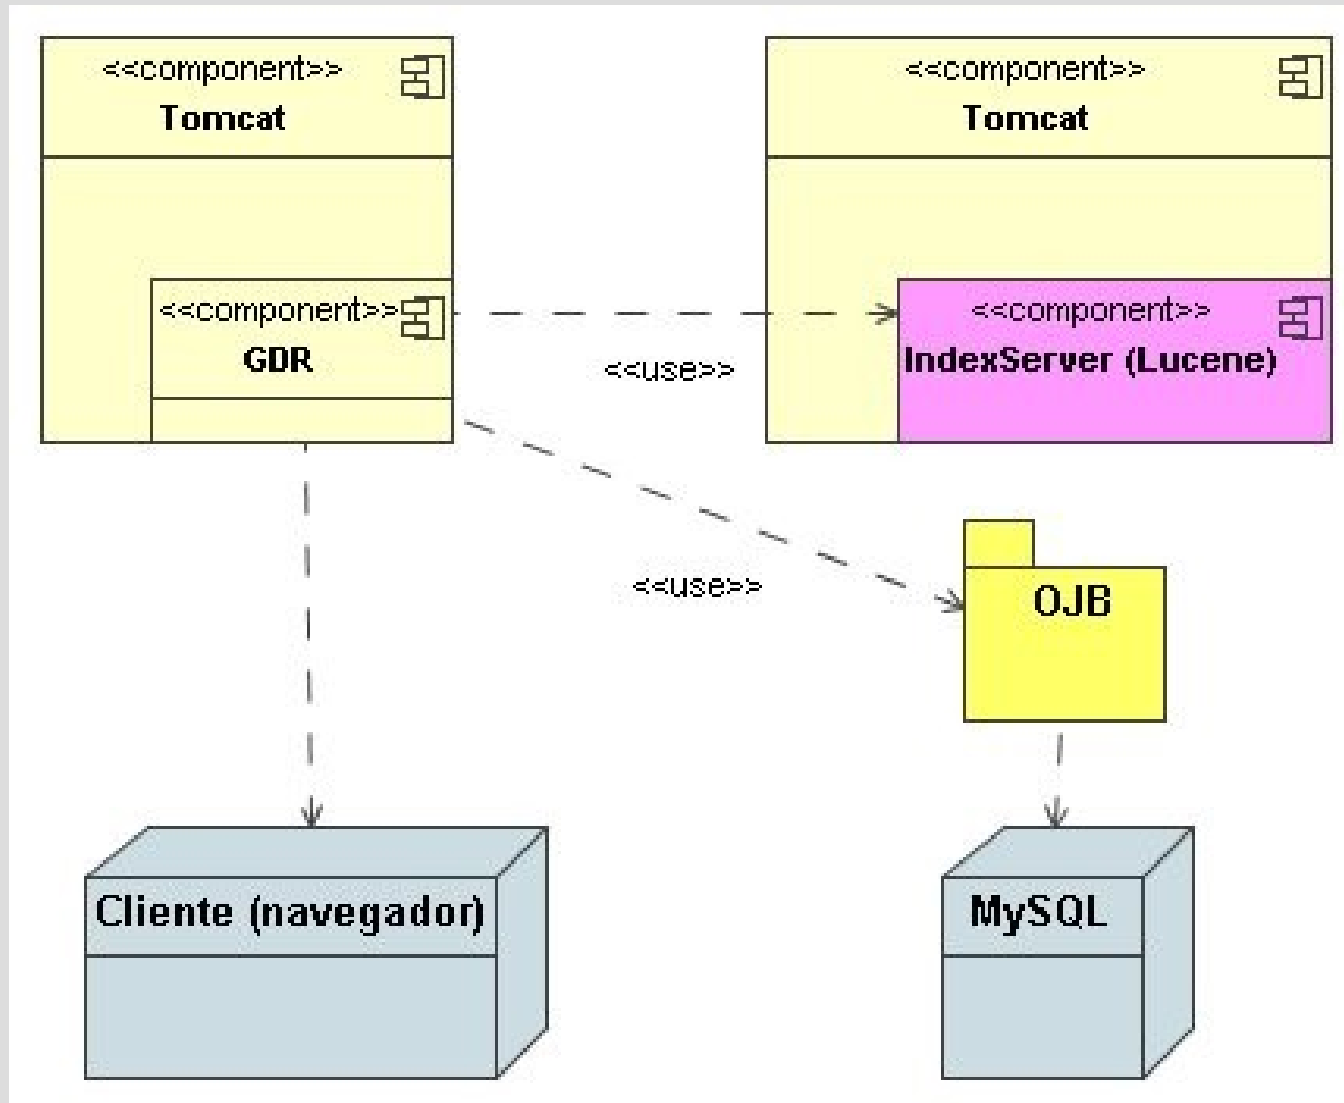 <<component>>
Tomcat
<<component>>
Tomcat
<<component>>
GDR
<<use>>
<<component>>
IndexServer (Lucene)
<<use>>
OJB
Cliente (navegador)
MySQL